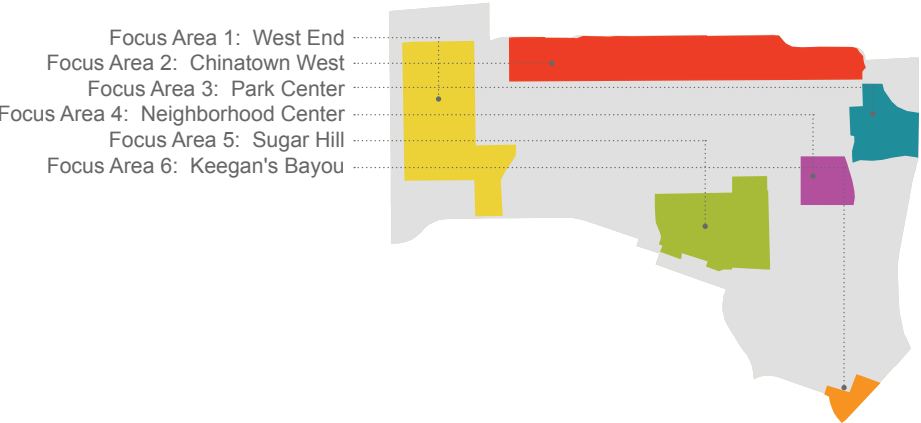 Focus Area 1: West End
Focus Area 2: Chinatown West
Focus Area 3: Park Center
Focus Area 4: Neighborhood Center
Focus Area 5: Sugar Hill
Focus Area 6: Keegan's Bayou